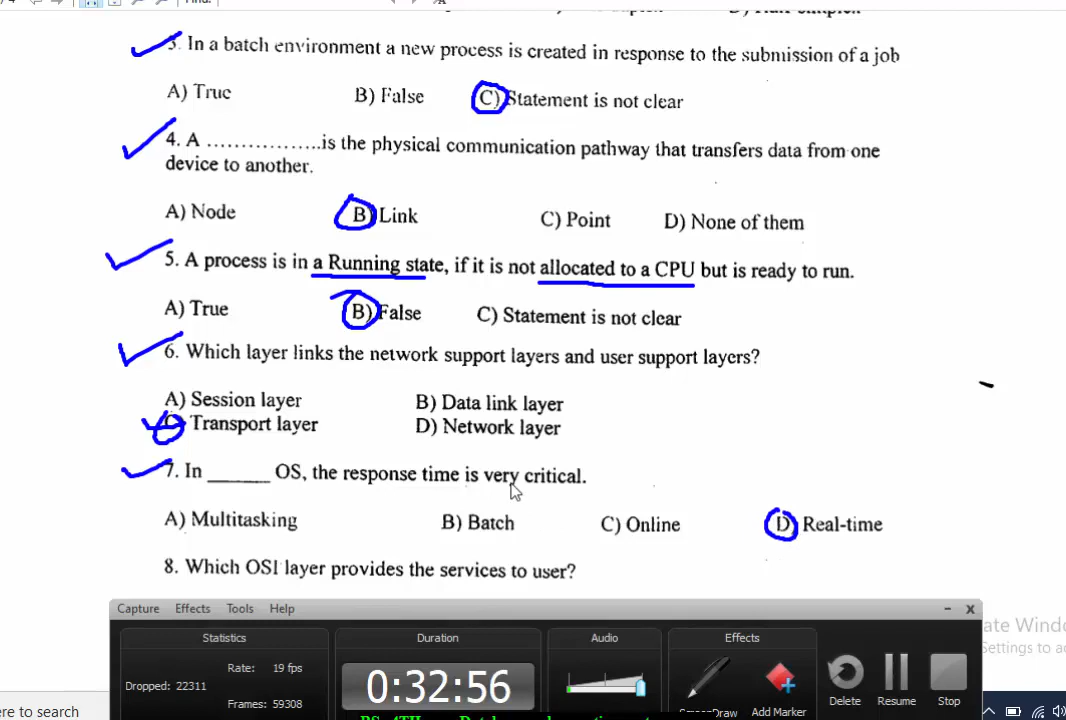 Find:
D) Half-simplex
3. In a batch environment a new process is created in response to the submission of a job
A) True B) False C) Statement is not clear
4. A ................. is the physical communication pathway that transfers data from one
device to another.
A) Node B) Link C) Point D) None of them
5. A process is in a Running state, if it is not allocated to a CPU but is ready to run.
A) True B) False C) Statement is not clear
6. Which layer links the network support layers and user support layers?
A) Session layer B) Data link layer
C) Transport layer D) Network layer
7. In ______ OS, the response time is very critical.
A) Multitasking B) Batch C) Online D) Real-time
8. Which OSI layer provides the services to user?
Capture Effects Tools Help
Statistics Duration Audio Effects
Rate: 19 fps
Dropped: 22311
Frames: 59308
0:32:56
Add Marker
Delete Resume Stop
ate Windo
Settings to ac
ere to search